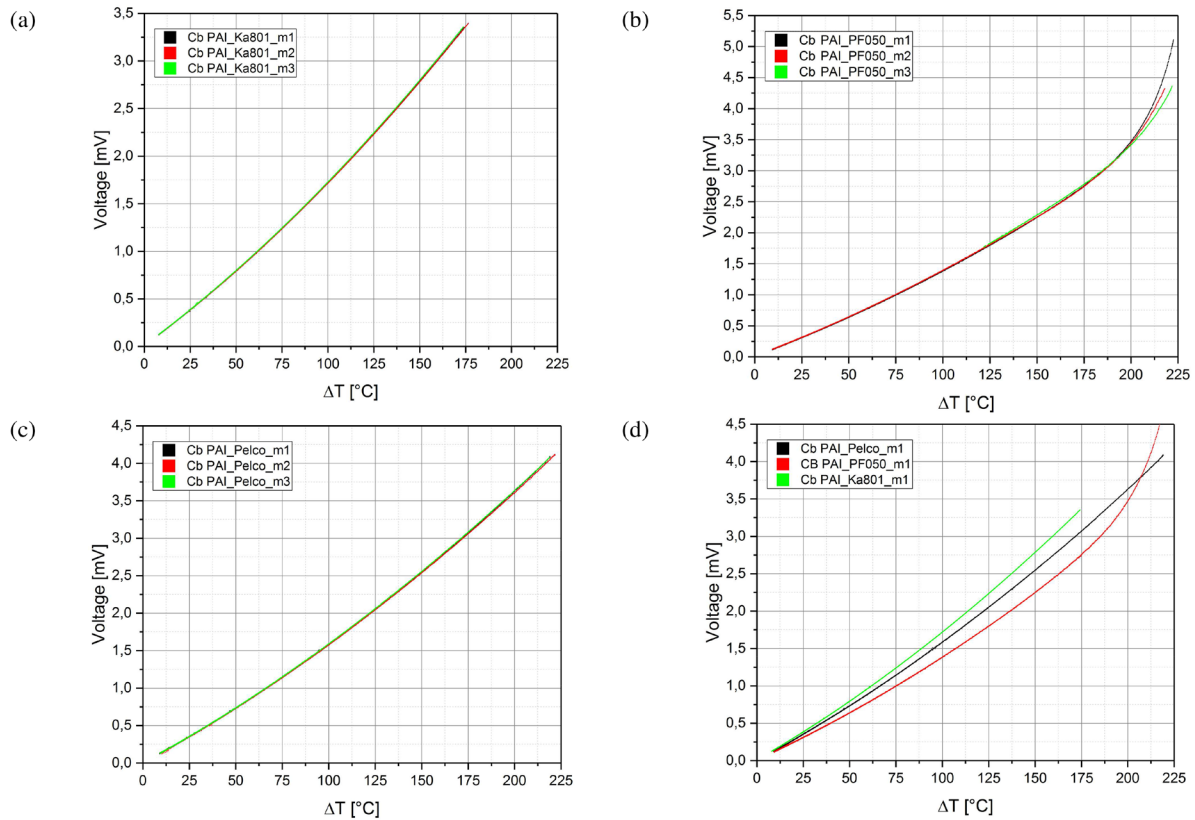 (a)
Cb PAI_Ka801_m1
Cb PAI_Ka801_m2
Cb PAI_Ka801_m3
3,5
3,0
2,5
2,0
1,5
1,0
0,5
0,0
Voltage [mV]
0 25 50 75 100 125 150 175 200 225
ΔT [°C]
(b)
Cb PAI_PF050_m1
Cb PAI_PF050_m2
Cb PAI_PF050_m3
5,5
5,0
4,5
4,0
3,5
3,0
2,5
2,0
1,5
1,0
0,5
0,0
Voltage [mV]
0 25 50 75 100 125 150 175 200 225
ΔT [°C]
(c)
Cb PAI_Pelco_m1
Cb PAI_Pelco_m2
Cb PAI_Pelco_m3
4,5
4,0
3,5
3,0
2,5
2,0
1,5
1,0
0,5
0,0
Voltage [mV]
0 25 50 75 100 125 150 175 200 225
ΔT [°C]
(d)
Cb PAI_Pelco_m1
CB PAI_PF050_m1
Cb PAI_Ka801_m1
4,5
4,0
3,5
3,0
2,5
2,0
1,5
1,0
0,5
0,0
Voltage [mV]
0 25 50 75 100 125 150 175 200 225
ΔT [°C]